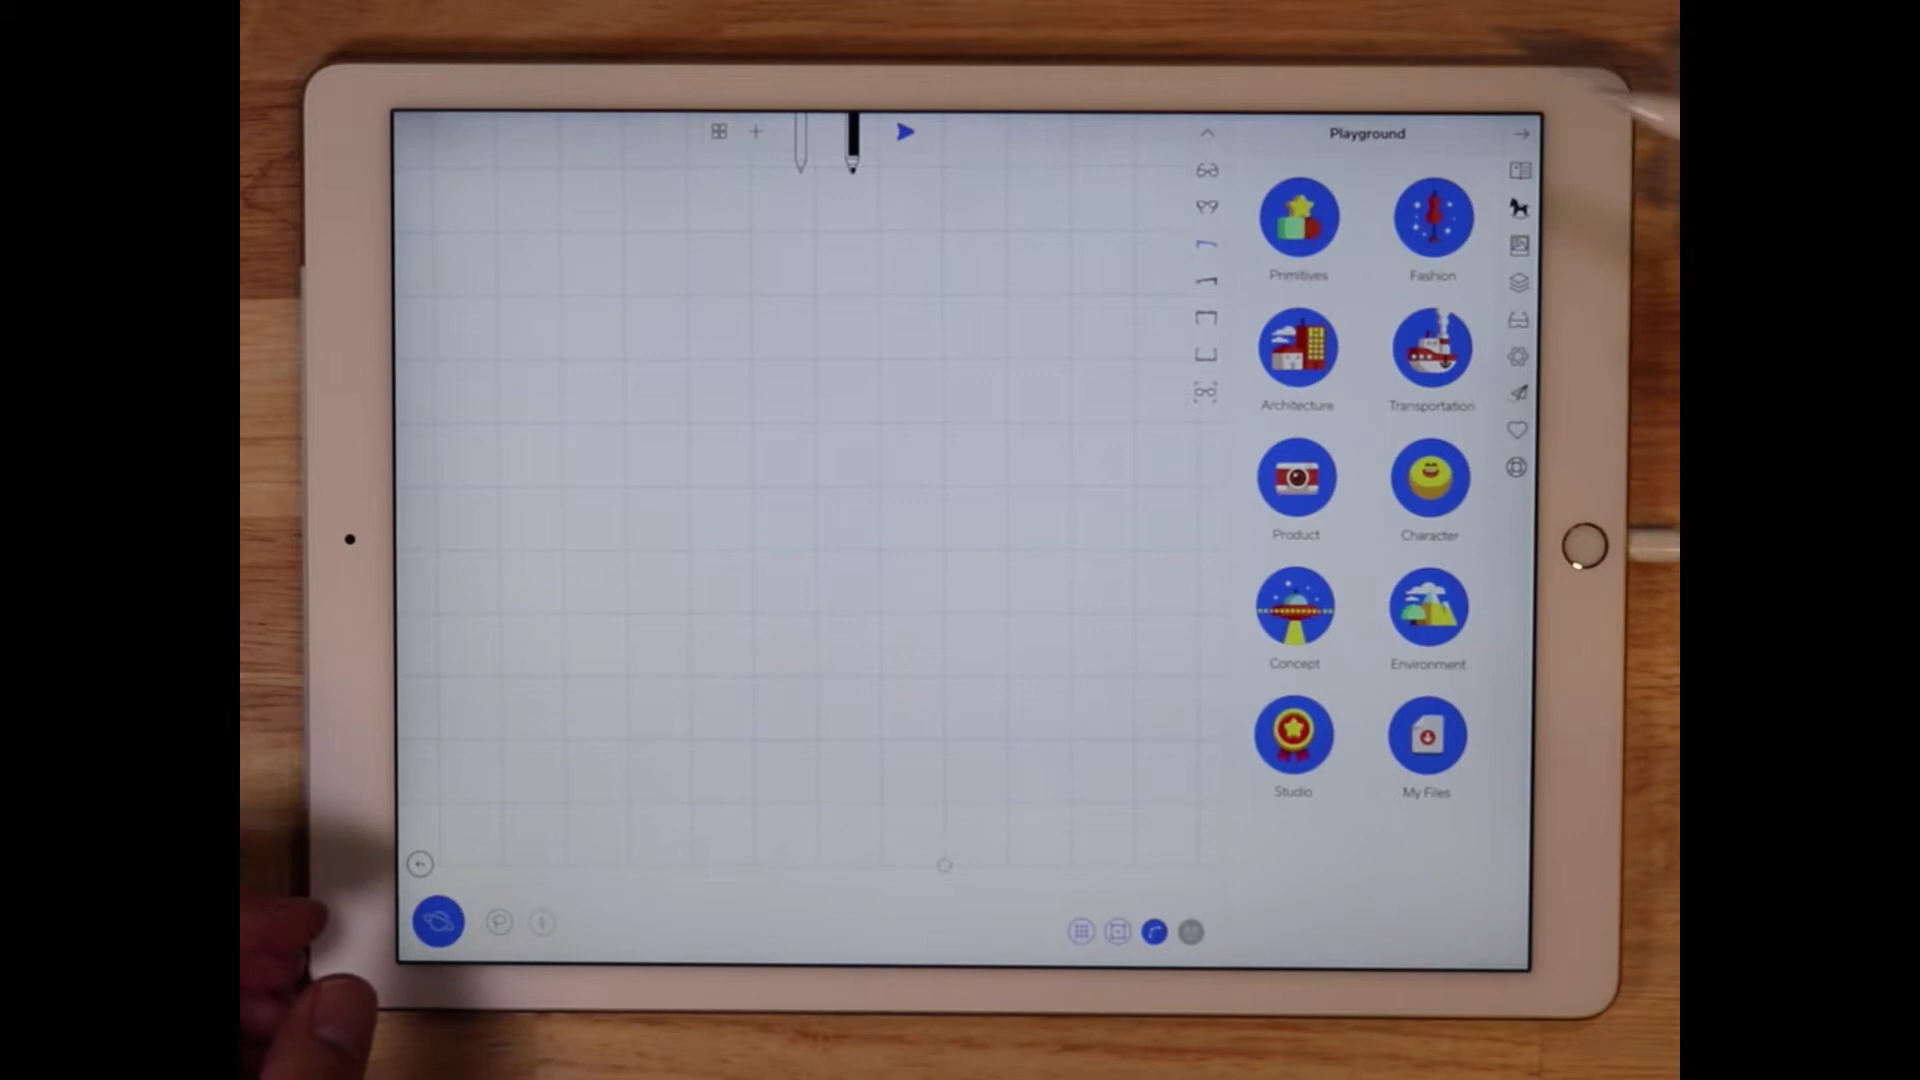 Playground
Primitives
Fashion
Architecture
Transportation
Product
Character
Concept
Environment
Studio
My Files